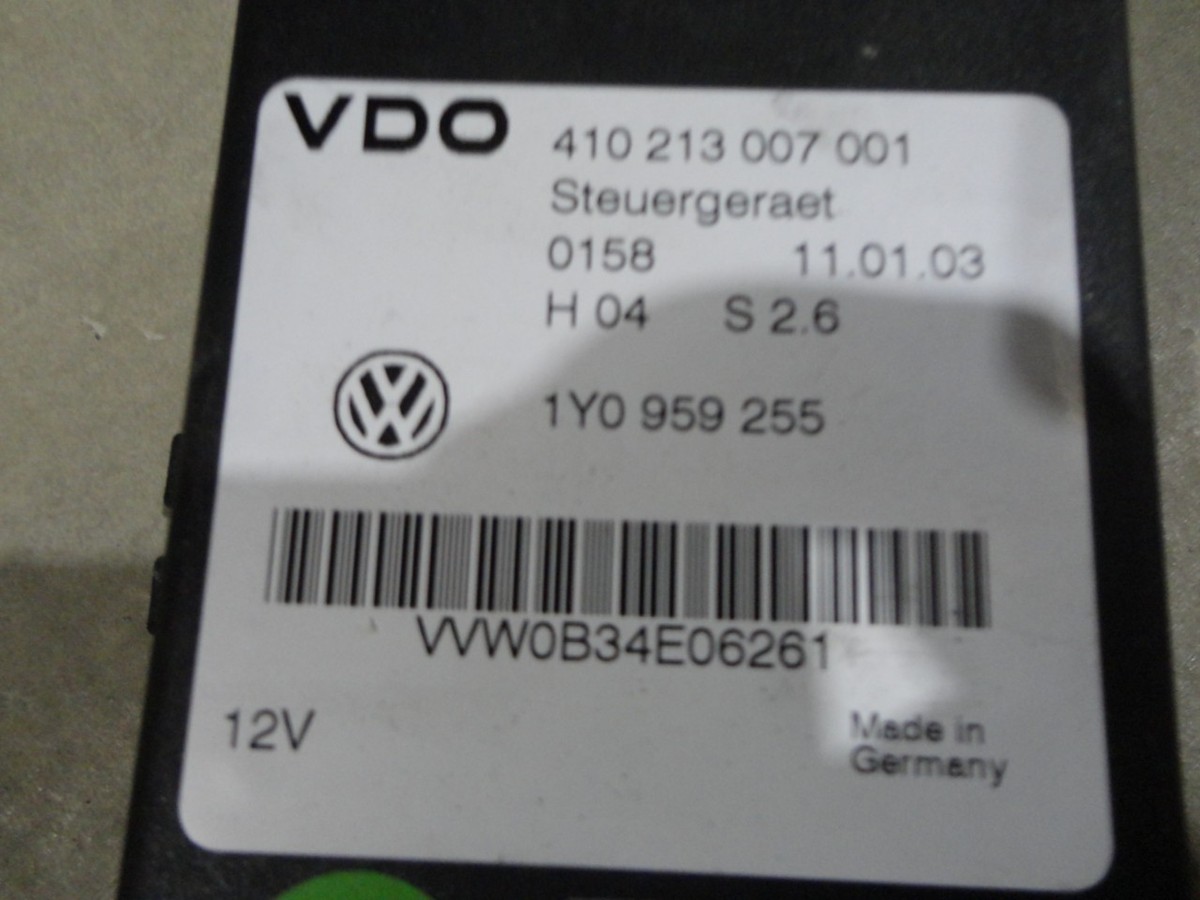 VDO
410 213 007 001
Steuergeraet
0158 11.01.03
H 04 S 2.6
1Y0 959 255
VVW0B34E06261
12V
Made in
Germany